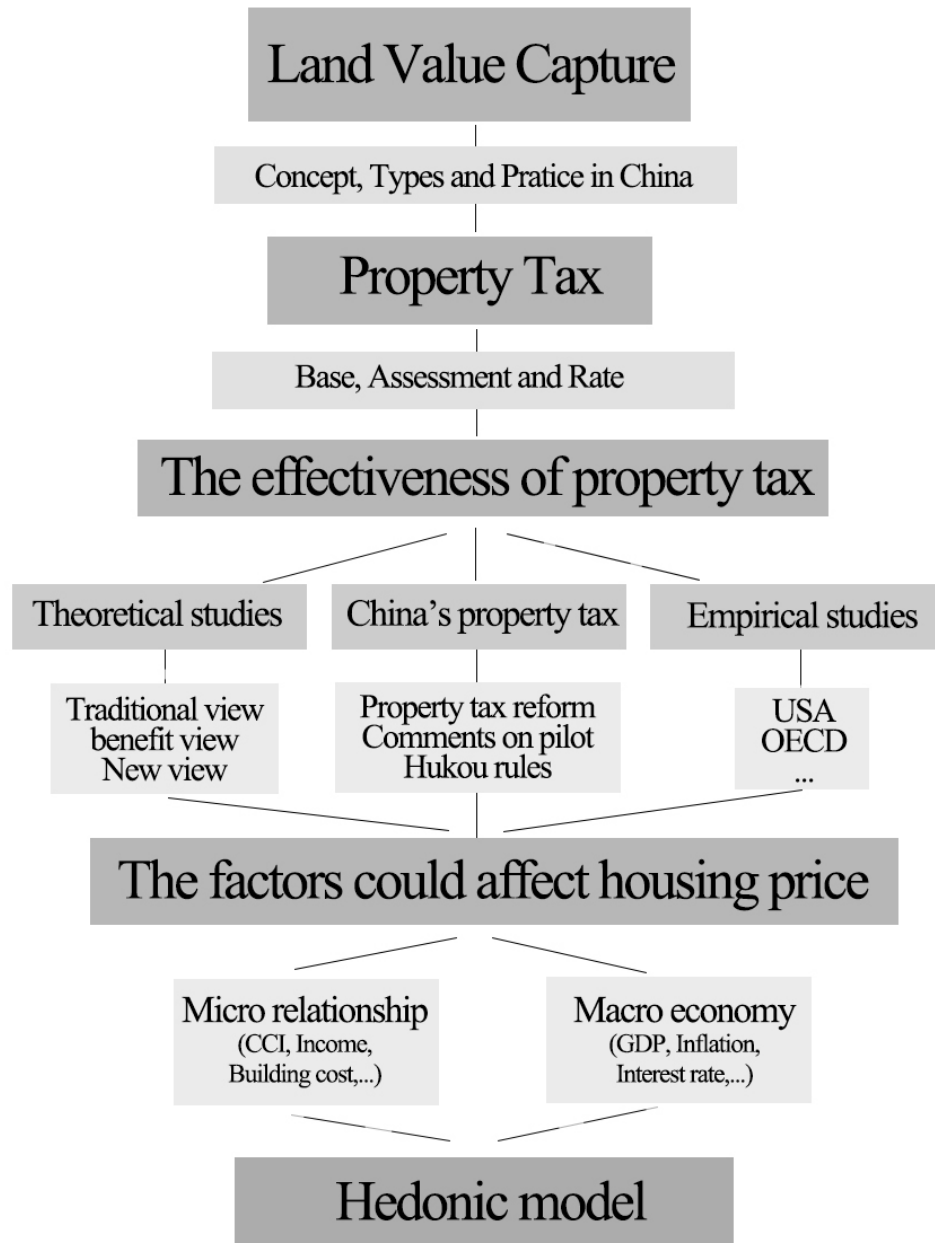 Land Value Capture
Concept, Types and Pratice in China
Property Tax
Base, Assessment and Rate
The effectiveness of property tax
Theoretical studies
China’s property tax
Empirical studies
Traditional view
benefit view
New view
Property tax reform
Comments on pilot
Hukou rules
USA
OECD
...
The factors could affect housing price
Micro relationship
(CCI, Income,
Building cost,...)
Macro economy
(GDP, Inflation,
Interest rate,...)
Hedonic model